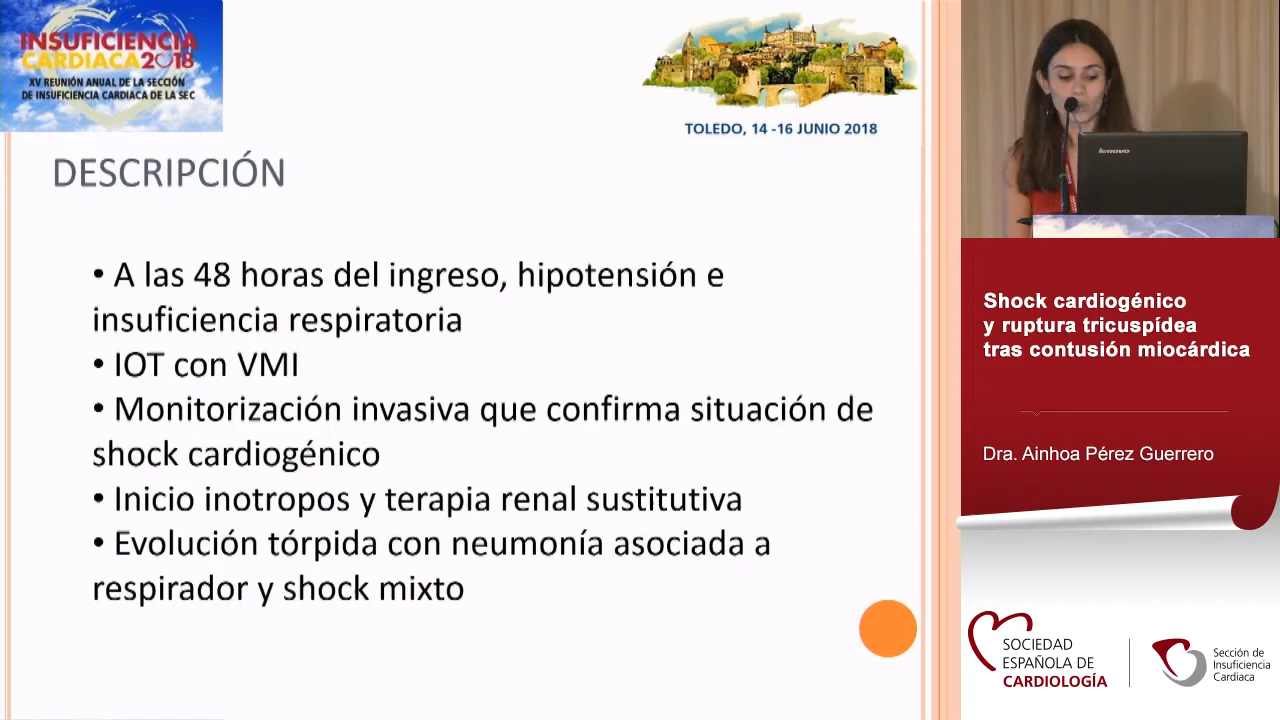 INSUFICIENCIA
CARDIACA2018
XV REUNIÓN ANUAL DE LA SECCIÓN
DE INSUFICIENCIA CARDIACA DE LA SEC
TOLEDO, 14 -16 JUNIO 2018
DESCRIPCIÓN
• A las 48 horas del ingreso, hipotensión e
insuficiencia respiratoria
• IOT con VMI
• Monitorización invasiva que confirma situación de
shock cardiogénico
• Inicio inotropos y terapia renal sustitutiva
• Evolución tórpida con neumonía asociada a
respirador y shock mixto
lenovo
Shock cardiogénico
y ruptura tricuspídea
tras contusión miocárdica
Dra. Ainhoa Pérez Guerrero
SOCIEDAD
ESPAÑOLA DE
CARDIOLOGÍA
Sección de
Insuficiencia
Cardiaca